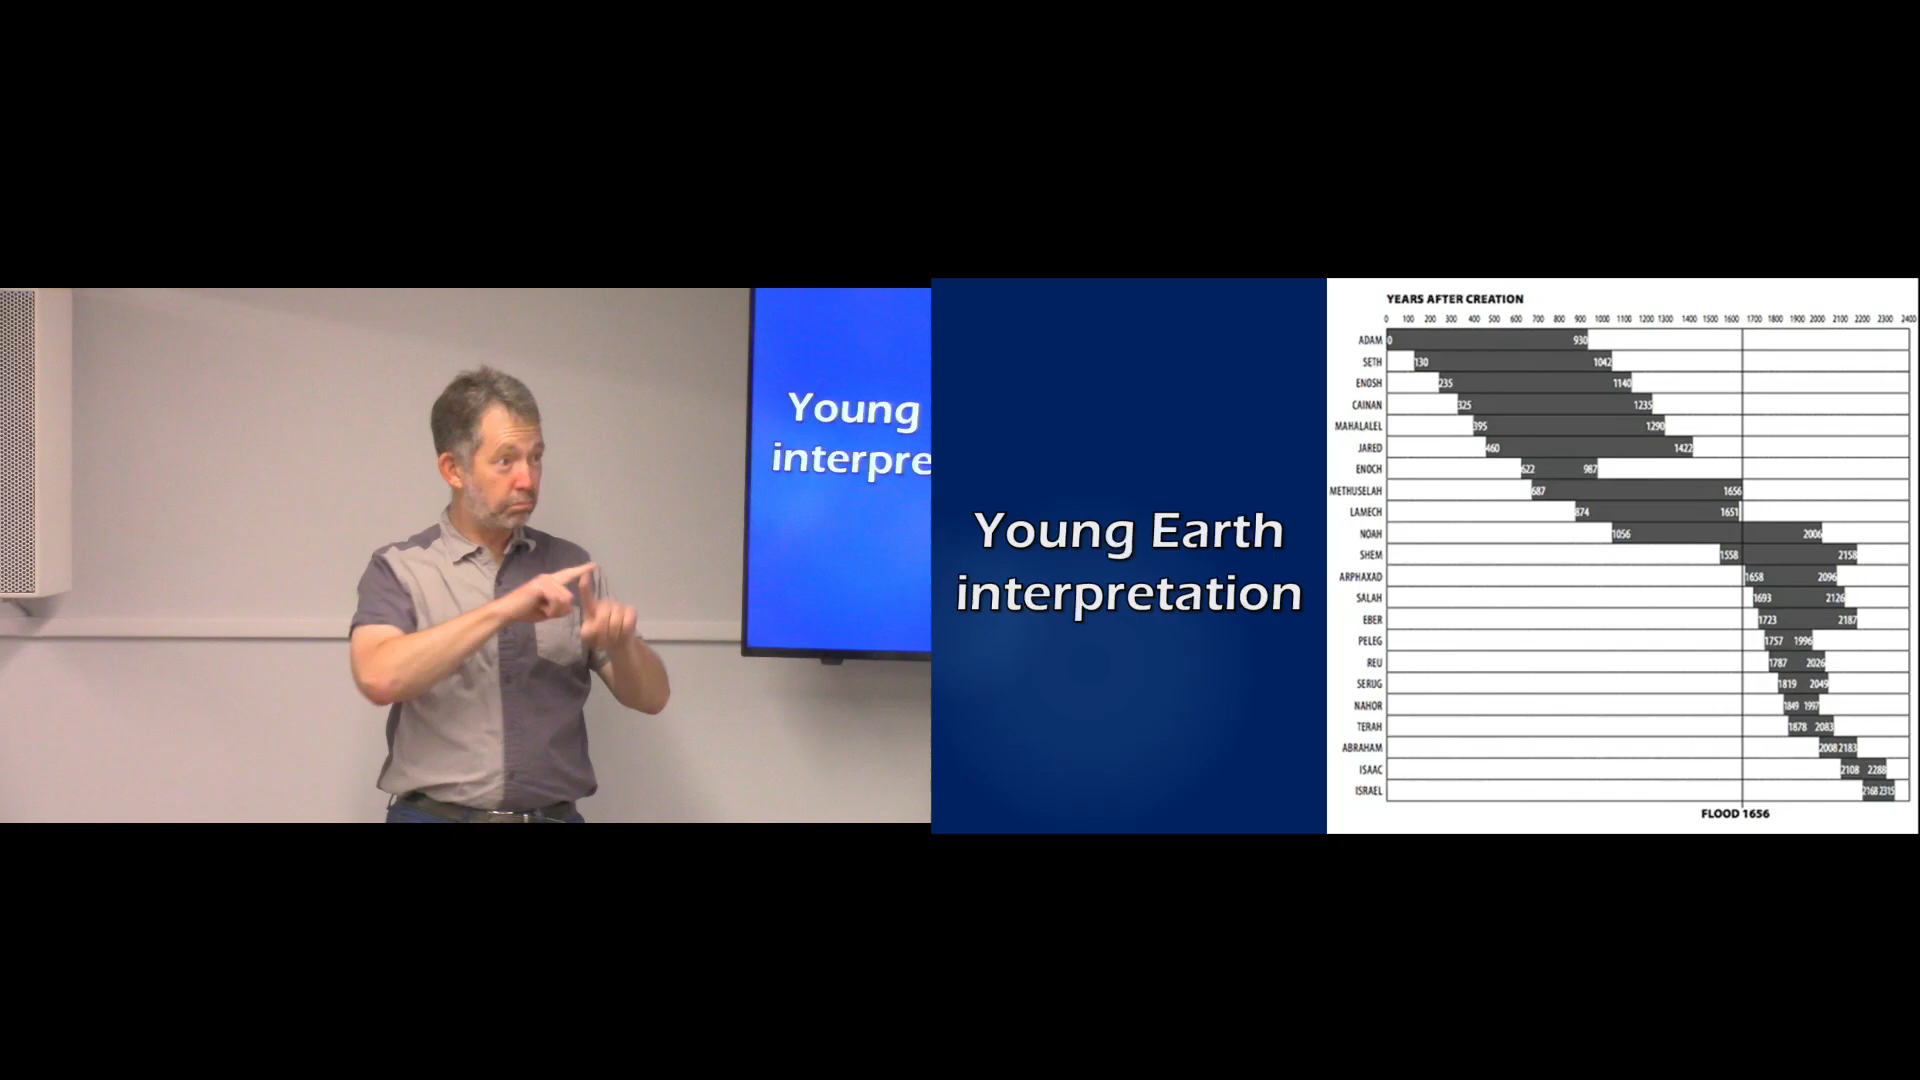 Young
interpre
Young Earth
interpretation
YEARS AFTER CREATION
0 100 200 300 400 500 600 700 800 900 1000 1100 1200 1300 1400 1500 1600 1700 1800 1900 2000 2100 2200 2300 2400
ADAM 0 930
SETH 130 1042
ENOSH 235 1140
CAINAN 325 1235
MAHALALEL 395 1290
JARED 460 1422
ENOCH 622 987
METHUSELAH 687 1656
LAMECH 874 1651
NOAH 1056 2006
SHEM 1558 2158
ARPHAXAD 1658 2096
SALAH 1693 2126
EBER 1723 2187
PELEG 1757 1996
REU 1787 2026
SERUG 1819 2049
NAHOR 1849 1997
TERAH 1878 2083
ABRAHAM 2008 2183
ISAAC 2108 2288
ISRAEL 2168 2315
FLOOD 1656